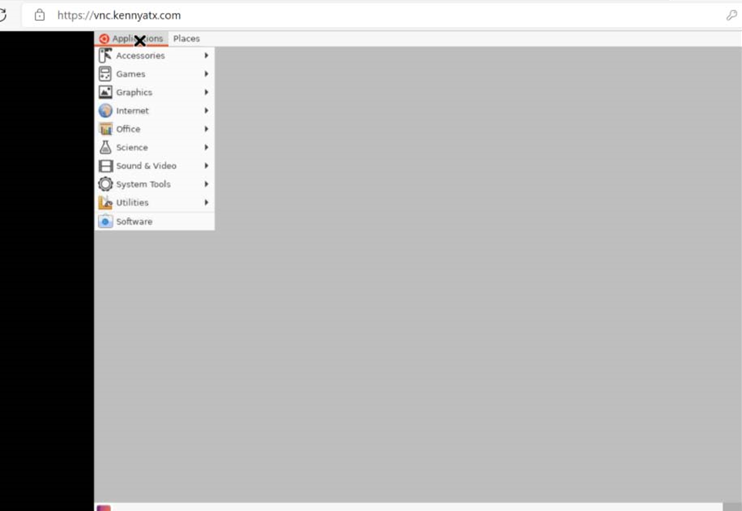 https://vnc.kennyatx.com
Applications Places
Accessories
Games
Graphics
Internet
Office
Science
Sound & Video
System Tools
Utilities
Software